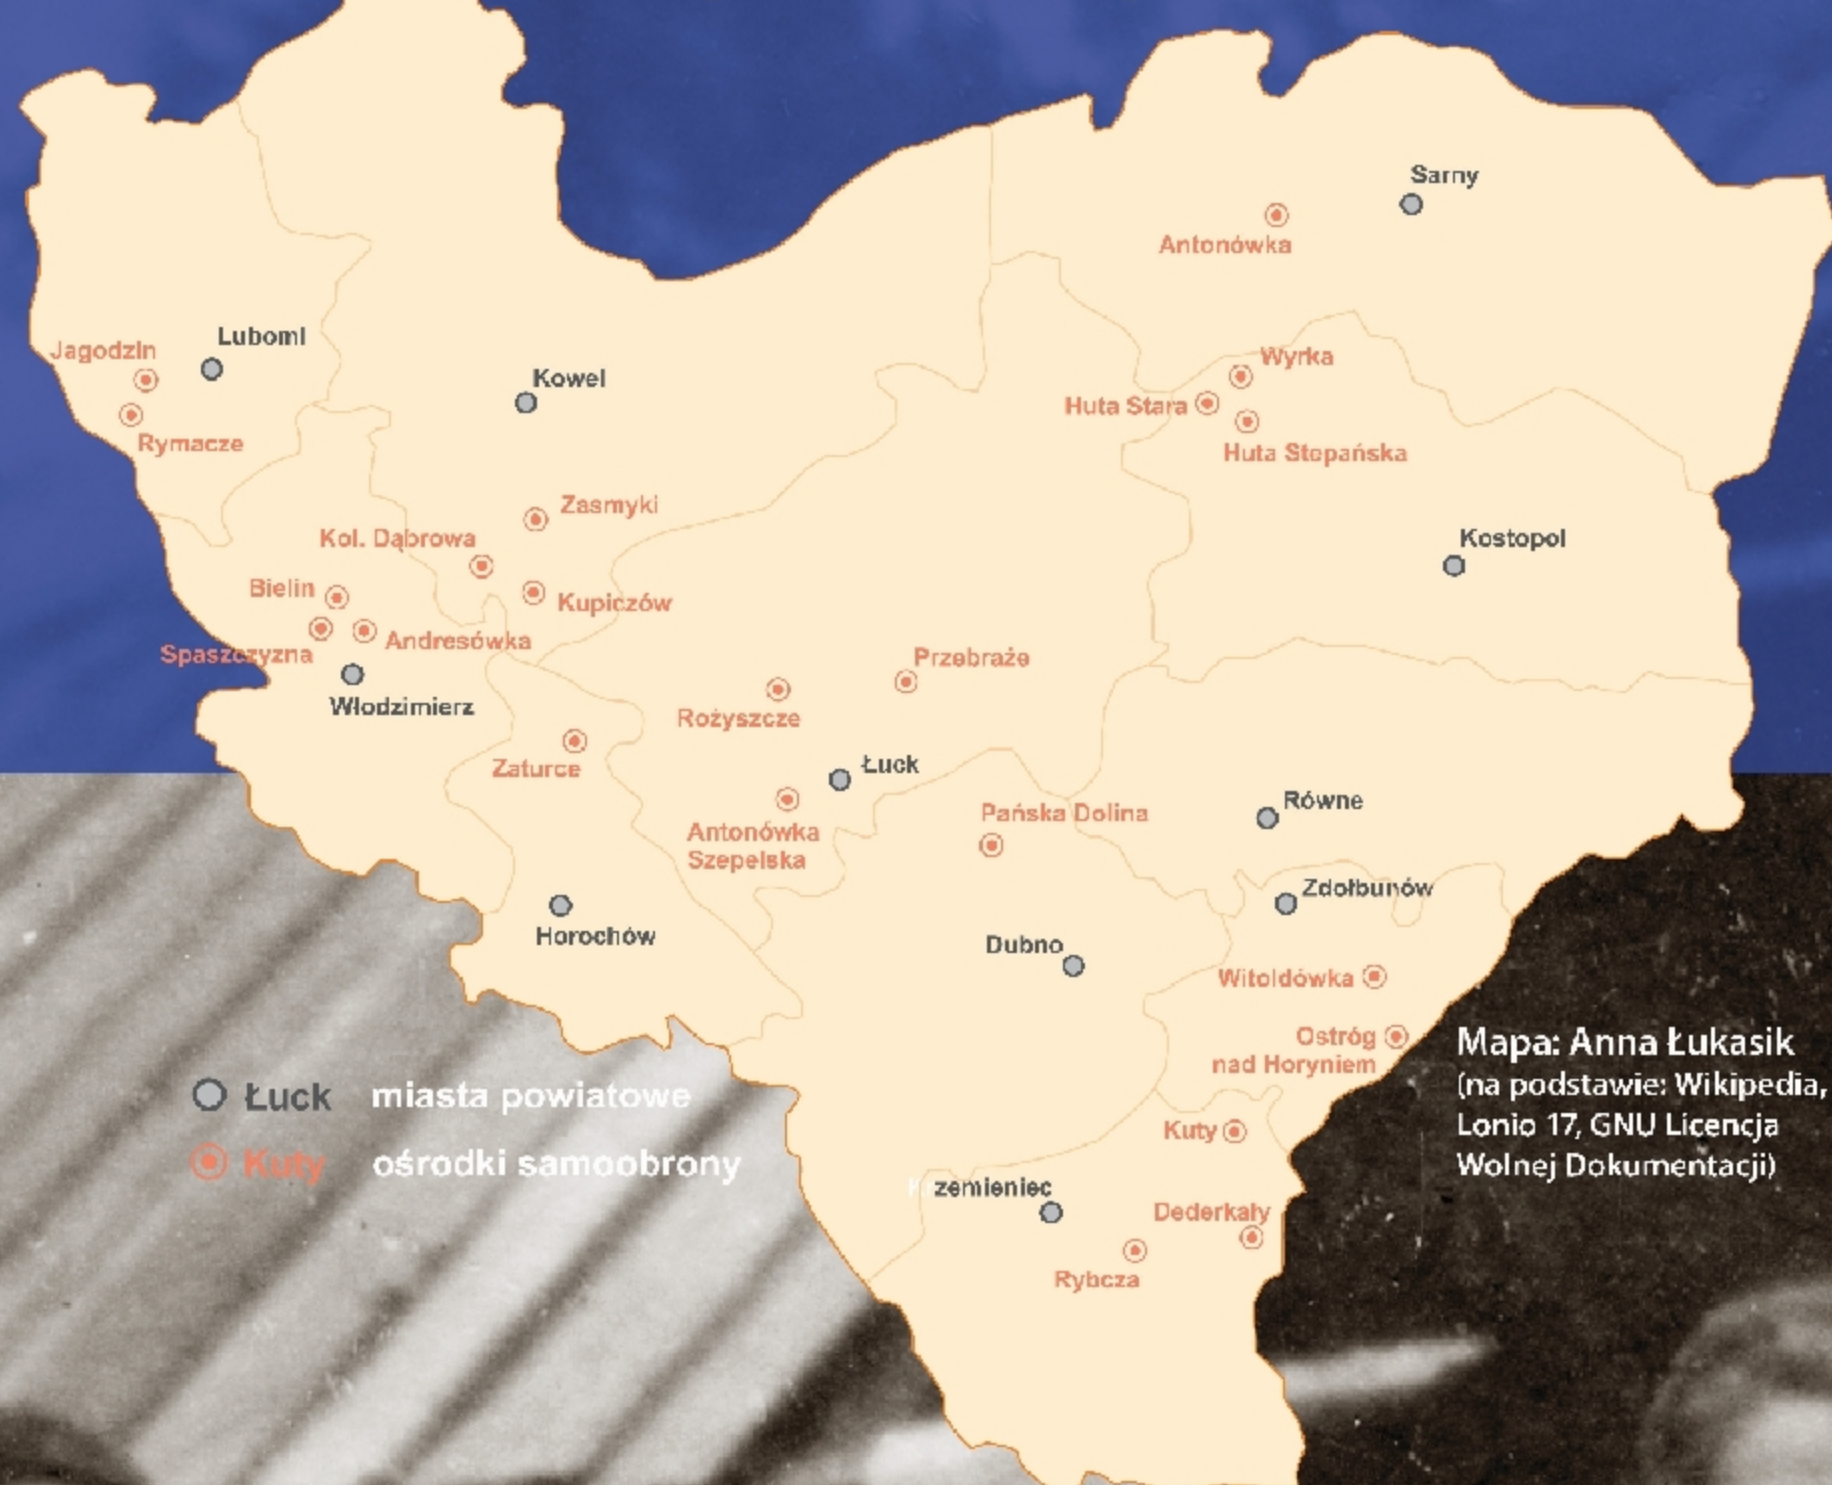 Sarny
Antonówka
Luboml
Jagodzin
Wyrka
Kowel
Huta Stara
Rymacze
Huta Stepańska
Zasmyki
Kol. Dąbrowa
Kostopol
Bielin
Kupiczów
Andresówka
Spaszczyzna
Przebraże
Włodzimierz
Rożyszcze
Zaturce
Łuck
Równe
Pańska Dolina
Antonówka
Szepelska
Zdołbunów
Horochów
Dubno
Witoldówka
Ostróg
nad Horyniem
Mapa: Anna Łukasik
(na podstawie: Wikipedia,
Lonio 17, GNU Licencja
Wolnej Dokumentacji)
Łuck miasta powiatowe
Kuty
Kuty ośrodki samoobrony
Krzemieniec
Dederkały
Rybcza